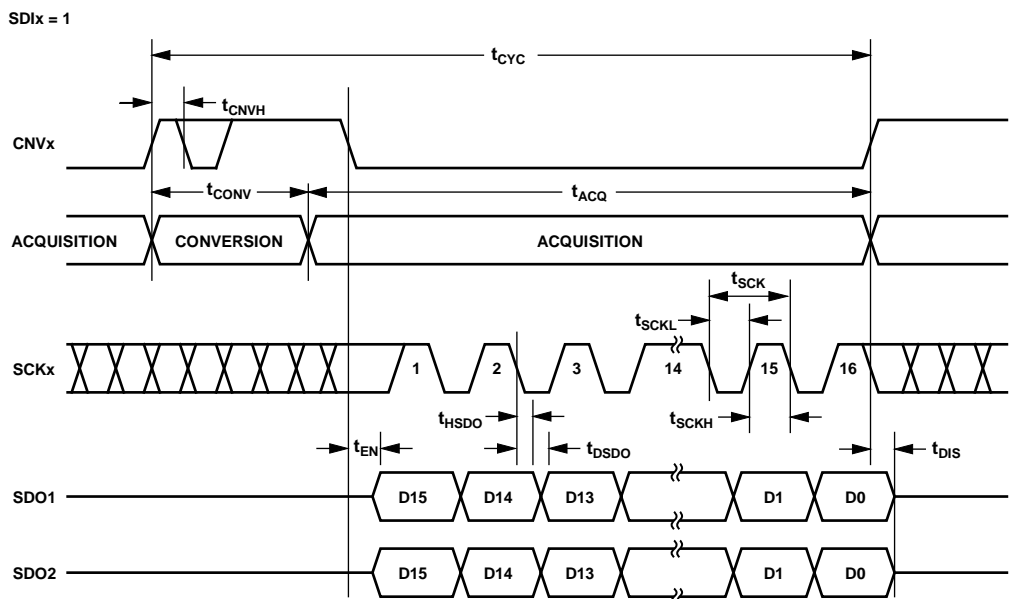 SDIx = 1
tCYC
tCNVH
CNVx
tCONV
tACQ
ACQUISITION
CONVERSION
ACQUISITION
tSCK
tSCKL
SCKx
1
2
3
14
15
16
tHSDO
tSCKH
tEN
tDSDO
tDIS
SDO1
D15
D14
D13
D1
D0
SDO2
D15
D14
D13
D1
D0